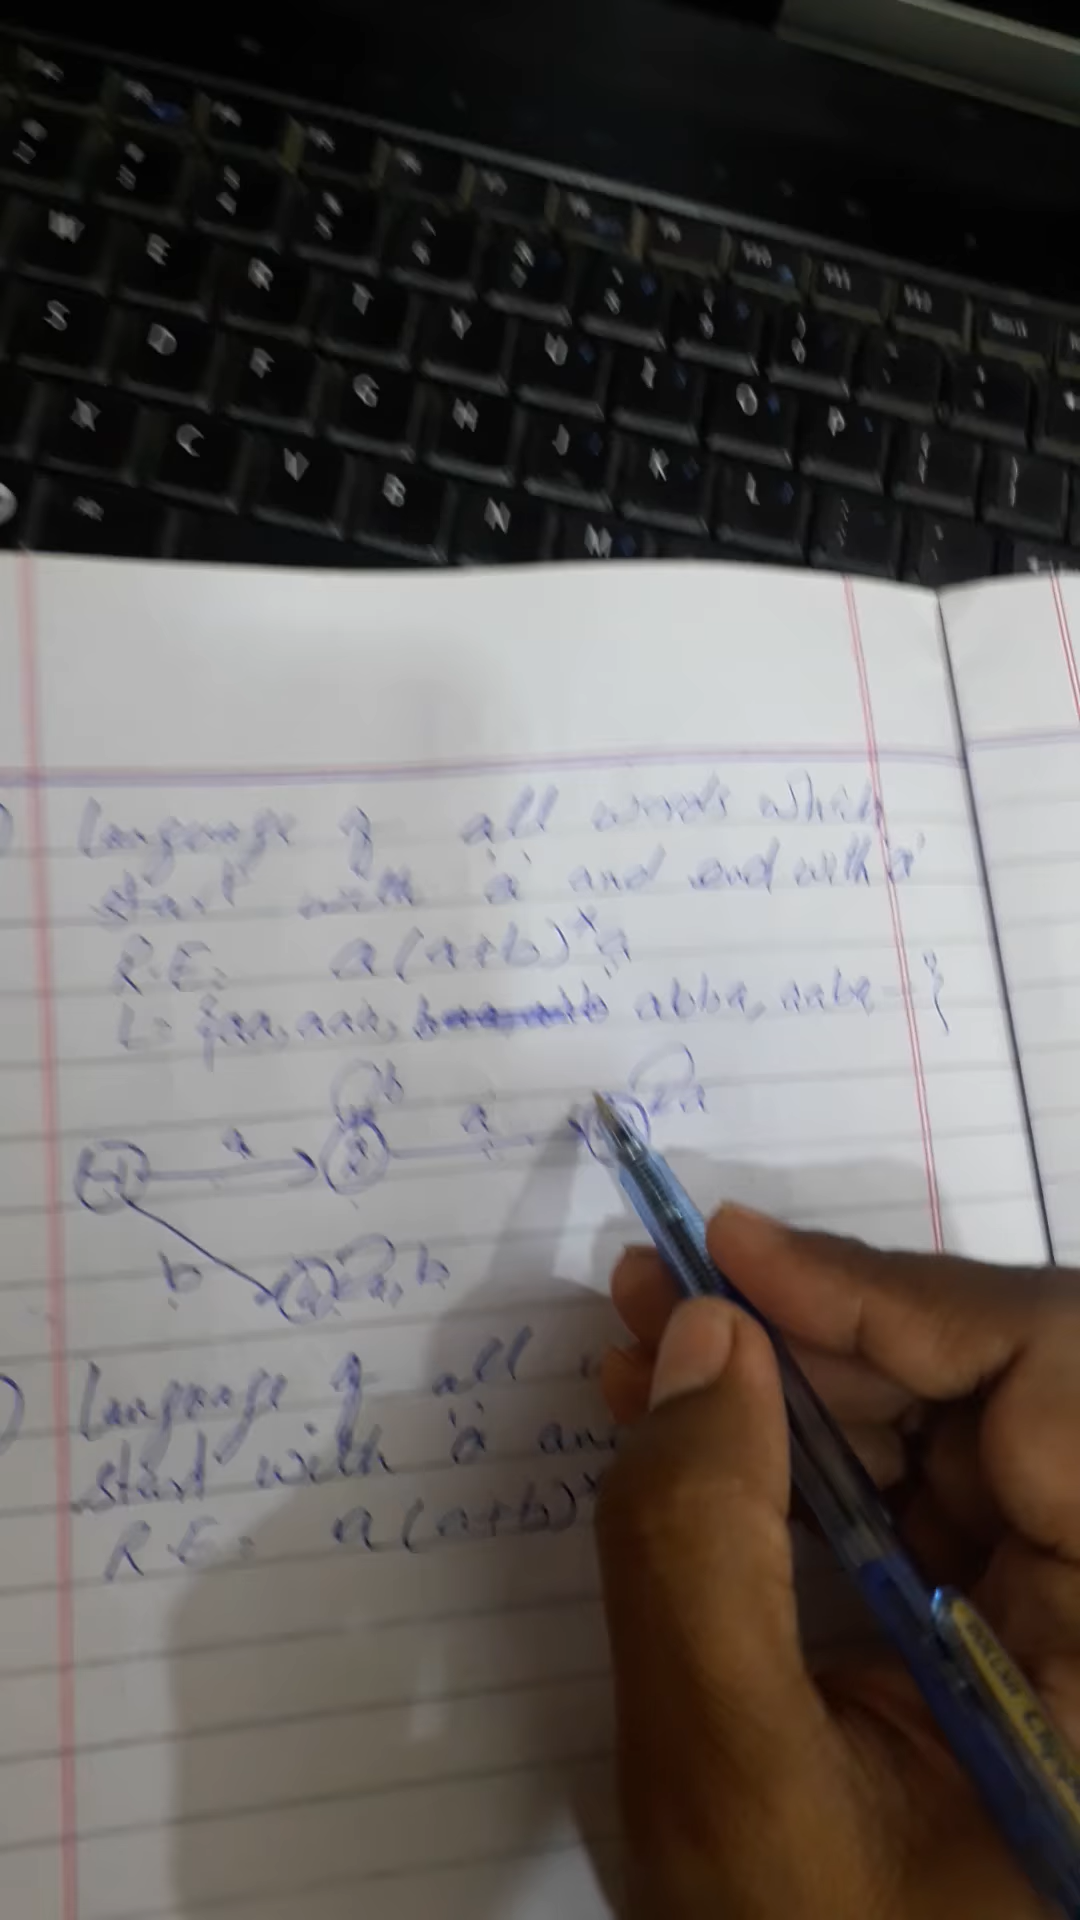 Language of all words which
start with 'a' and end with 'a'
R.E: a(a+b)*a
L= {aa, aaa, abba, aaba - }
b
a
a
a
b
a, b
Language of all
start with 'a' and
R.E: a(a+b)*
W E R T Y U I O P
S D F G H J K L
X C V B N M